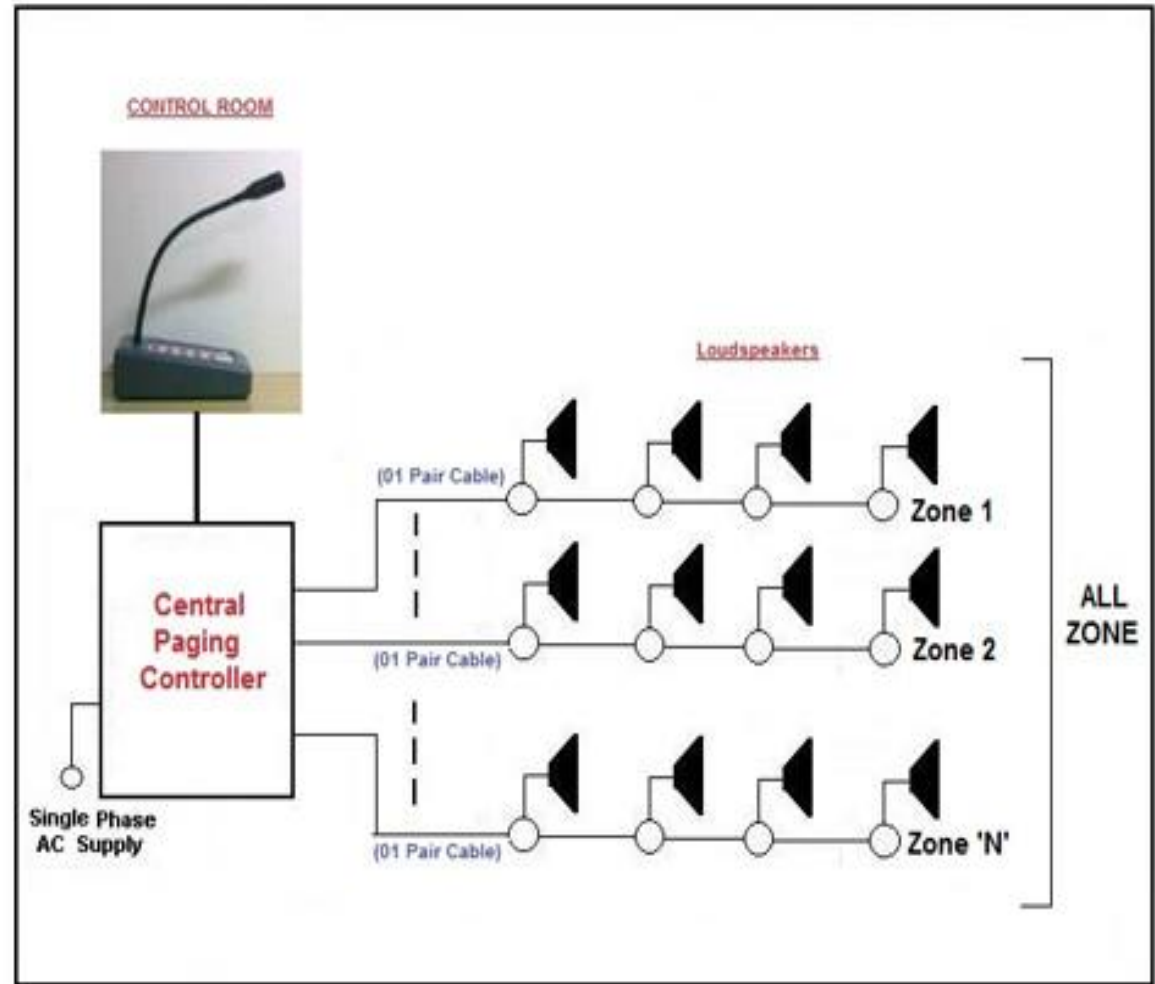 CONTROL ROOM
Loudspeakers
(01 Pair Cable)
Zone 1
Central
Paging
Controller
(01 Pair Cable)
Zone 2
ALL
ZONE
Single Phase
AC Supply
(01 Pair Cable)
Zone 'N'